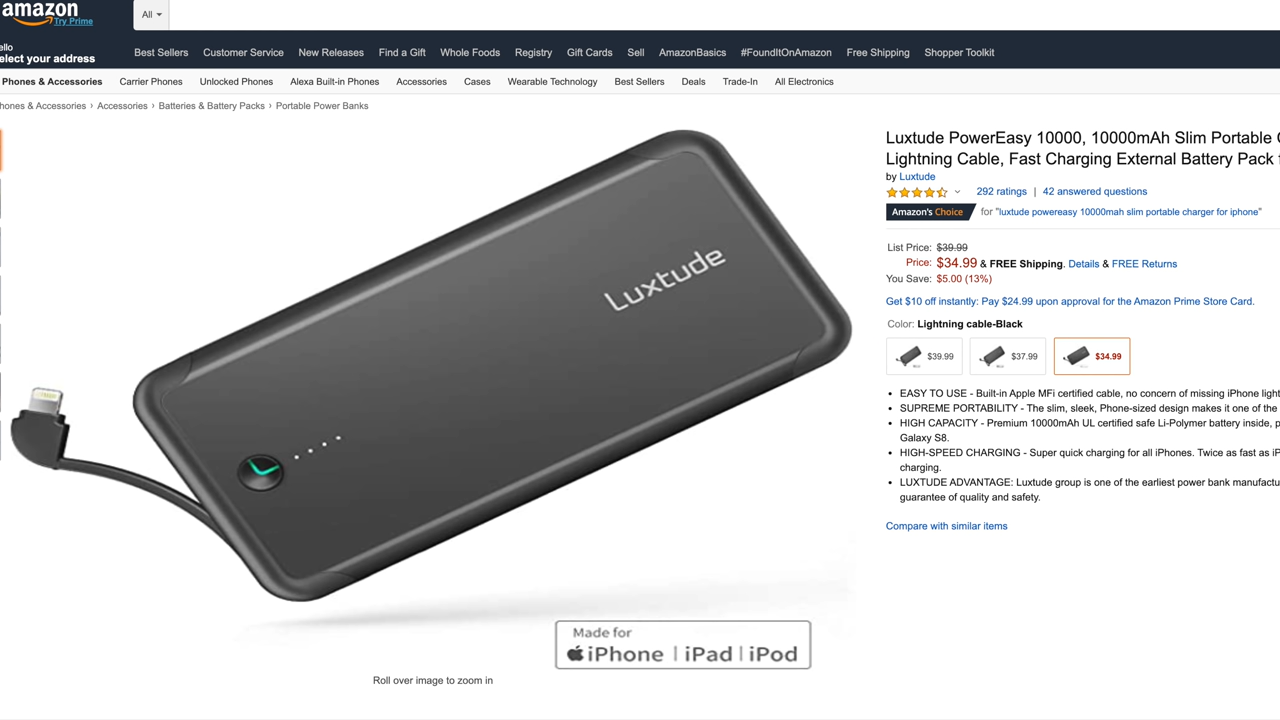 amazon
Try Prime
All
ello
elect your address
Best Sellers Customer Service New Releases Find a Gift Whole Foods Registry Gift Cards Sell AmazonBasics #FoundItOnAmazon Free Shipping Shopper Toolkit
Phones & Accessories Carrier Phones Unlocked Phones Alexa Built-in Phones Accessories Cases Wearable Technology Best Sellers Deals Trade-In All Electronics
hones & Accessories › Accessories › Batteries & Battery Packs › Portable Power Banks
Luxtude
Made for
iPhone | iPad | iPod
Roll over image to zoom in
Luxtude PowerEasy 10000, 10000mAh Slim Portable
Lightning Cable, Fast Charging External Battery Pack
by Luxtude
292 ratings | 42 answered questions
Amazon's Choice for "luxtude powereasy 10000mah slim portable charger for iphone"
List Price: $39.99
Price: $34.99 & FREE Shipping. Details & FREE Returns
You Save: $5.00 (13%)
Get $10 off instantly: Pay $24.99 upon approval for the Amazon Prime Store Card.
Color: Lightning cable-Black
$39.99 $37.99 $34.99
• EASY TO USE - Built-in Apple MFi certified cable, no concern of missing iPhone light
• SUPREME PORTABILITY - The slim, sleek, Phone-sized design makes it one of the
• HIGH CAPACITY - Premium 10000mAh UL certified safe Li-Polymer battery inside, p
Galaxy S8.
• HIGH-SPEED CHARGING - Super quick charging for all iPhones. Twice as fast as iP
charging.
• LUXTUDE ADVANTAGE: Luxtude group is one of the earliest power bank manufactu
guarantee of quality and safety.
Compare with similar items